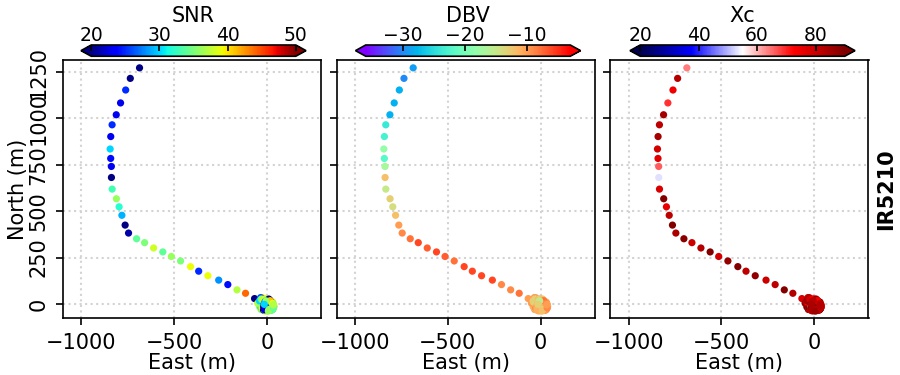 SNR
20 30 40 50
DBV
−30 −20 −10
Xc
20 40 60 80
North (m)
1250
1000
750
500
250
0
−1000 −500 0
East (m)
−1000 −500 0
East (m)
−1000 −500 0
East (m)
IR5210